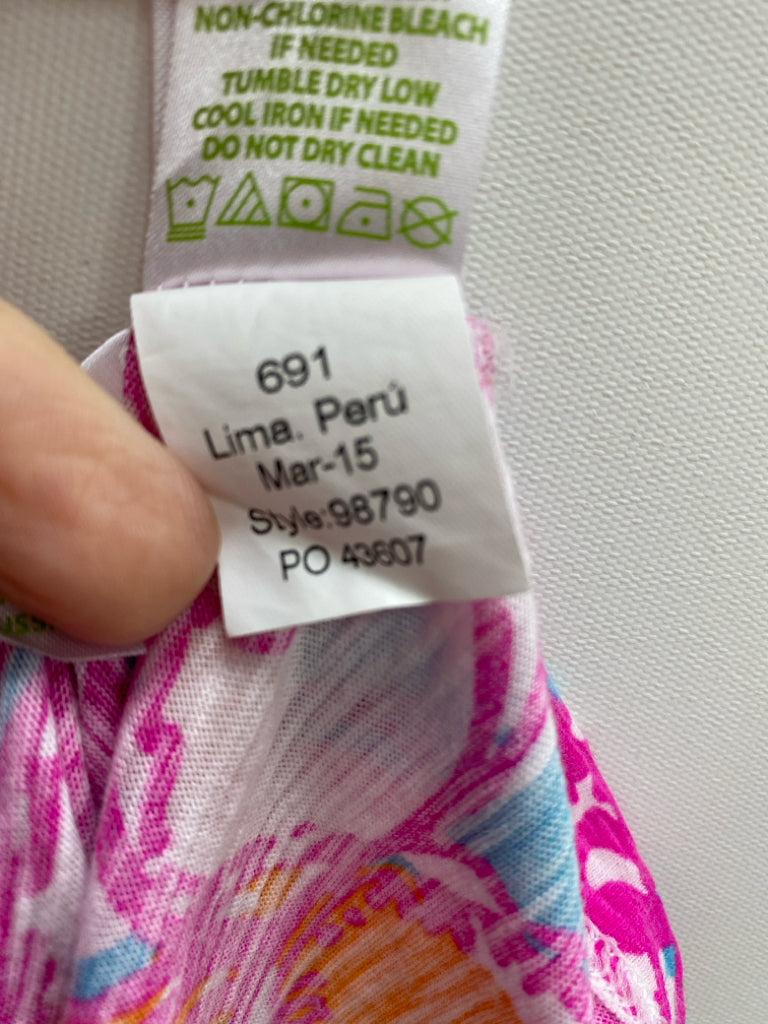 NON-CHLORINE BLEACH
IF NEEDED
TUMBLE DRY LOW
COOL IRON IF NEEDED
DO NOT DRY CLEAN
691
Lima. Perú
Mar-15
Style:98790
PO 43607